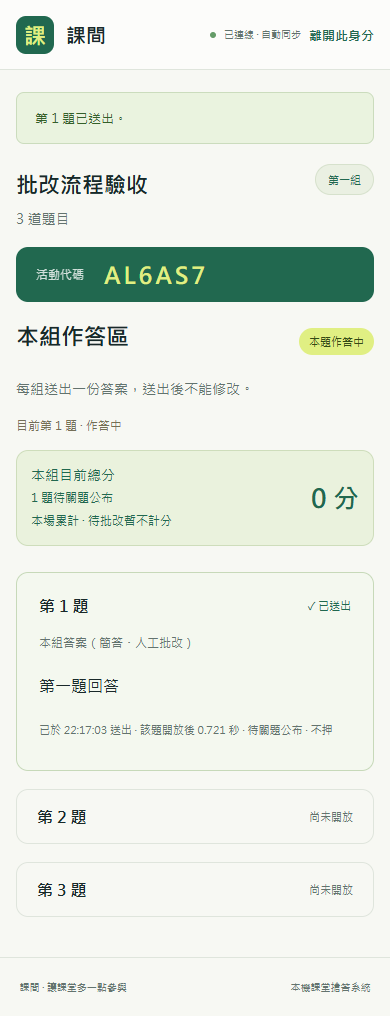 課 課間 已連線 · 自動同步 離開此身分
第 1 題已送出。
批改流程驗收 第一組
3 道題目
活動代碼 AL6AS7
本組作答區 本題作答中
每組送出一份答案，送出後不能修改。
目前第 1 題 · 作答中
本組目前總分
1 題待關題公布 0 分
本場累計 · 待批改暫不計分
第 1 題 ✓ 已送出
本組答案（簡答 · 人工批改）
第一題回答
已於 22:17:03 送出 · 該題開放後 0.721 秒 · 待關題公布 · 不押
第 2 題 尚未開放
第 3 題 尚未開放
課間 · 讓課堂多一點參與 本機課堂搶答系統